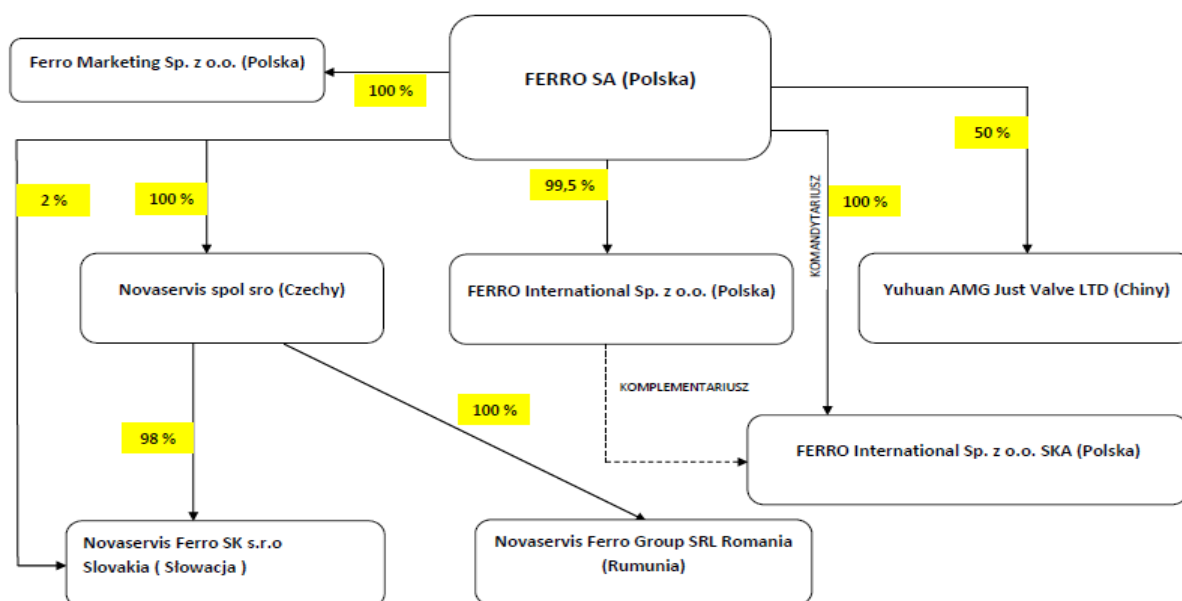 Ferro Marketing Sp. z o.o. (Polska)
FERRO SA (Polska)
100 %
50 %
2 %
100 %
99,5 %
KOMANDYTARIUSZ
100 %
Novaservis spol sro (Czechy)
FERRO International Sp. z o.o. (Polska)
Yuhuan AMG Just Valve LTD (Chiny)
KOMPLEMENTARIUSZ
98 %
100 %
FERRO International Sp. z o.o. SKA (Polska)
Novaservis Ferro SK s.r.o
Slovakia ( Słowacja )
Novaservis Ferro Group SRL Romania
(Rumunia)